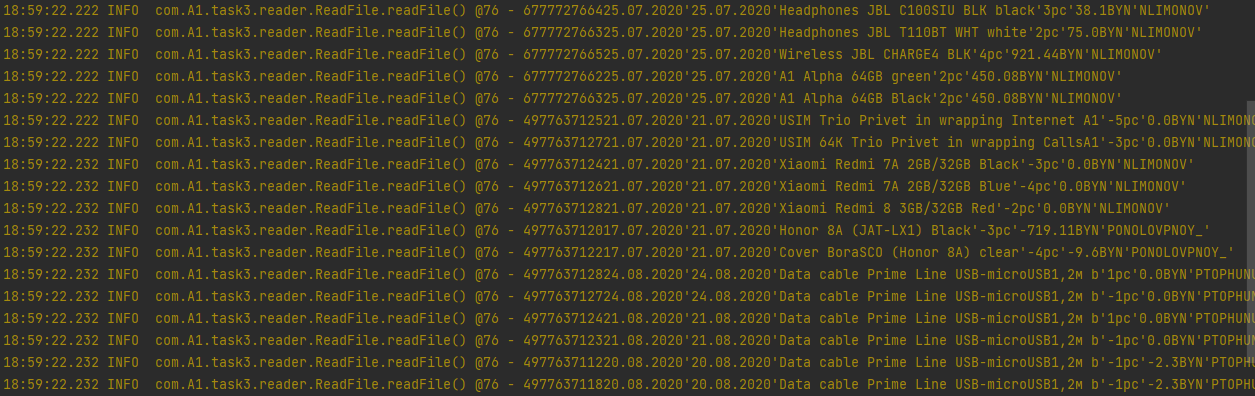 18:59:22.222 INFO  com.A1.task3.reader.ReadFile.readFile() @76 - 677772766425.07.2020'25.07.2020'Headphones JBL C100SIU BLK black'3pc'38.1BYN'NLIMONOV'
18:59:22.222 INFO  com.A1.task3.reader.ReadFile.readFile() @76 - 677772766325.07.2020'25.07.2020'Headphones JBL T110BT WHT white'2pc'75.0BYN'NLIMONOV'
18:59:22.222 INFO  com.A1.task3.reader.ReadFile.readFile() @76 - 677772766525.07.2020'25.07.2020'Wireless JBL CHARGE4 BLK'4pc'921.44BYN'NLIMONOV'
18:59:22.222 INFO  com.A1.task3.reader.ReadFile.readFile() @76 - 677772766225.07.2020'25.07.2020'A1 Alpha 64GB green'2pc'450.08BYN'NLIMONOV'
18:59:22.222 INFO  com.A1.task3.reader.ReadFile.readFile() @76 - 677772766325.07.2020'25.07.2020'A1 Alpha 64GB Black'2pc'450.08BYN'NLIMONOV'
18:59:22.222 INFO  com.A1.task3.reader.ReadFile.readFile() @76 - 497763712521.07.2020'21.07.2020'USIM Trio Privet in wrapping Internet A1'-5pc'0.0BYN'NLIMONO
18:59:22.222 INFO  com.A1.task3.reader.ReadFile.readFile() @76 - 497763712721.07.2020'21.07.2020'USIM 64K Trio Privet in wrapping CallsA1'-3pc'0.0BYN'NLIMONO
18:59:22.232 INFO  com.A1.task3.reader.ReadFile.readFile() @76 - 497763712421.07.2020'21.07.2020'Xiaomi Redmi 7A 2GB/32GB Black'-3pc'0.0BYN'NLIMONOV'
18:59:22.232 INFO  com.A1.task3.reader.ReadFile.readFile() @76 - 497763712621.07.2020'21.07.2020'Xiaomi Redmi 7A 2GB/32GB Blue'-4pc'0.0BYN'NLIMONOV'
18:59:22.232 INFO  com.A1.task3.reader.ReadFile.readFile() @76 - 497763712821.07.2020'21.07.2020'Xiaomi Redmi 8 3GB/32GB Red'-2pc'0.0BYN'NLIMONOV'
18:59:22.232 INFO  com.A1.task3.reader.ReadFile.readFile() @76 - 497763712017.07.2020'21.07.2020'Honor 8A (JAT-LX1) Black'-3pc'-719.11BYN'PONOLOVPNOY_'
18:59:22.232 INFO  com.A1.task3.reader.ReadFile.readFile() @76 - 497763712217.07.2020'21.07.2020'Cover BoraSCO (Honor 8A) clear'-4pc'-9.6BYN'PONOLOVPNOY_'
18:59:22.232 INFO  com.A1.task3.reader.ReadFile.readFile() @76 - 497763712824.08.2020'24.08.2020'Data cable Prime Line USB-microUSB1,2м b'1pc'0.0BYN'PTOPHUNU
18:59:22.232 INFO  com.A1.task3.reader.ReadFile.readFile() @76 - 497763712724.08.2020'24.08.2020'Data cable Prime Line USB-microUSB1,2м b'-1pc'0.0BYN'PTOPHUN
18:59:22.232 INFO  com.A1.task3.reader.ReadFile.readFile() @76 - 497763712421.08.2020'21.08.2020'Data cable Prime Line USB-microUSB1,2м b'1pc'0.0BYN'PTOPHUNU
18:59:22.232 INFO  com.A1.task3.reader.ReadFile.readFile() @76 - 497763712321.08.2020'21.08.2020'Data cable Prime Line USB-microUSB1,2м b'-1pc'0.0BYN'PTOPHUN
18:59:22.232 INFO  com.A1.task3.reader.ReadFile.readFile() @76 - 497763711220.08.2020'20.08.2020'Data cable Prime Line USB-microUSB1,2м b'-1pc'-2.3BYN'PTOPH
18:59:22.232 INFO  com.A1.task3.reader.ReadFile.readFile() @76 - 497763711820.08.2020'20.08.2020'Data cable Prime Line USB-microUSB1,2м b'-1pc'-2.3BYN'PTOPHU